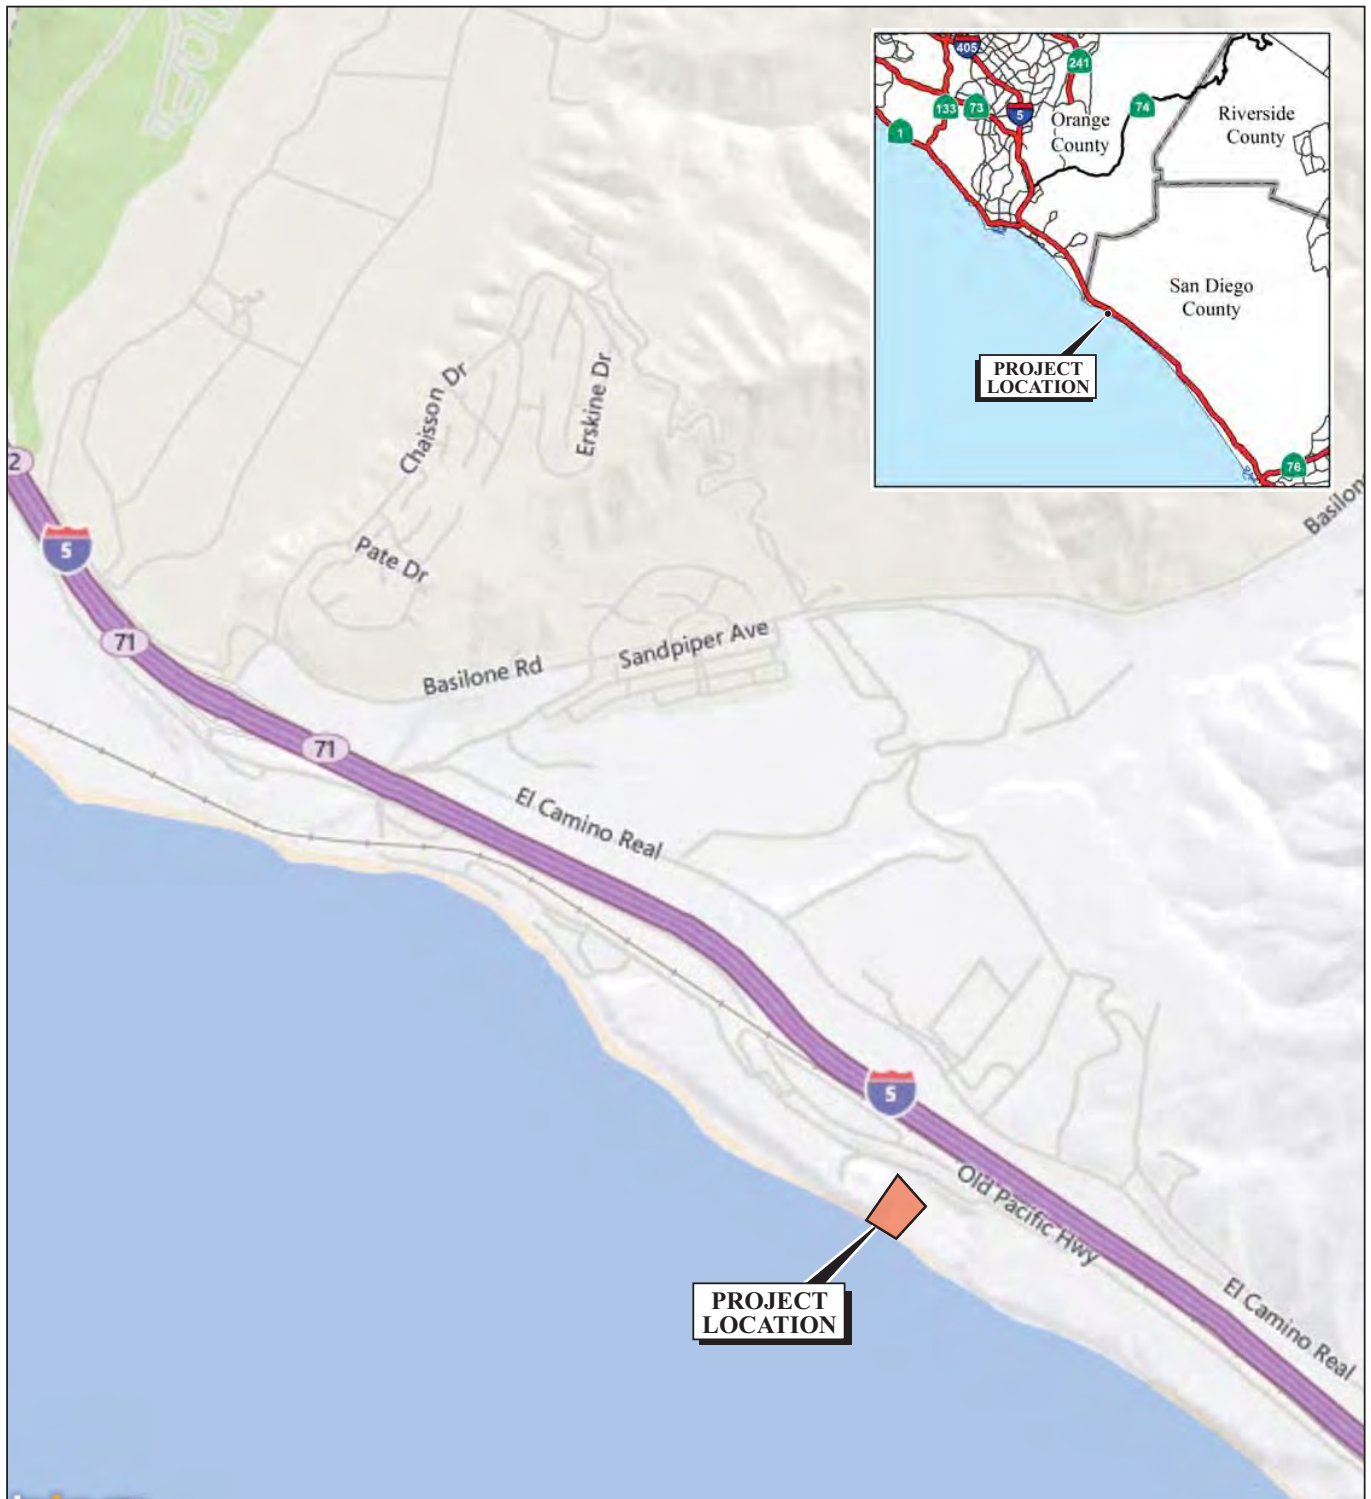 405
241
133
73
5
74
1
Orange
County
Riverside
County
San Diego
County
PROJECT
LOCATION
76
Chaisson Dr
Erskine Dr
2
5
Pate Dr
Basilon
71
Sandpiper Ave
Basilone Rd
71
El Camino Real
5
Old Pacific Hwy
PROJECT
LOCATION
El Camino Real